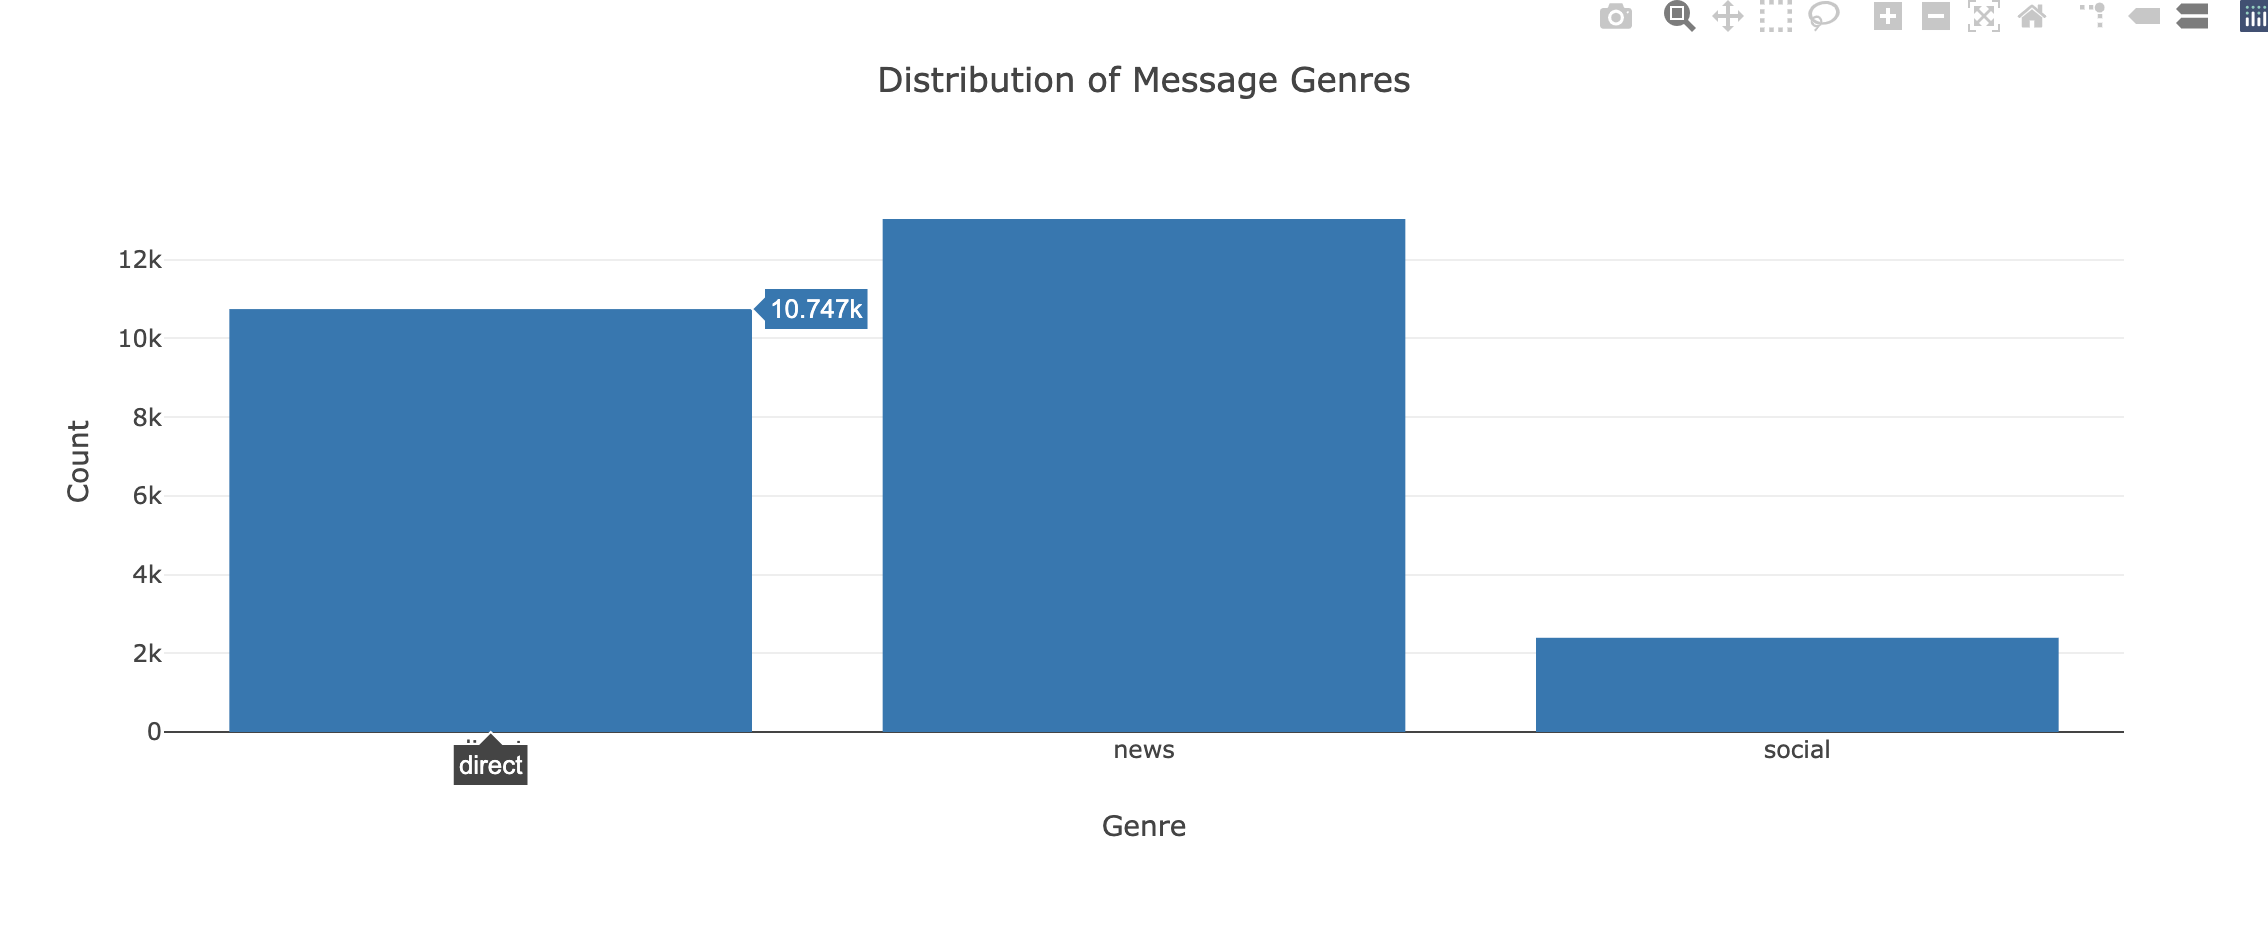 Distribution of Message Genres
12k
10.747k
10k
8k
Count
6k
4k
2k
0
direct
news
social
Genre